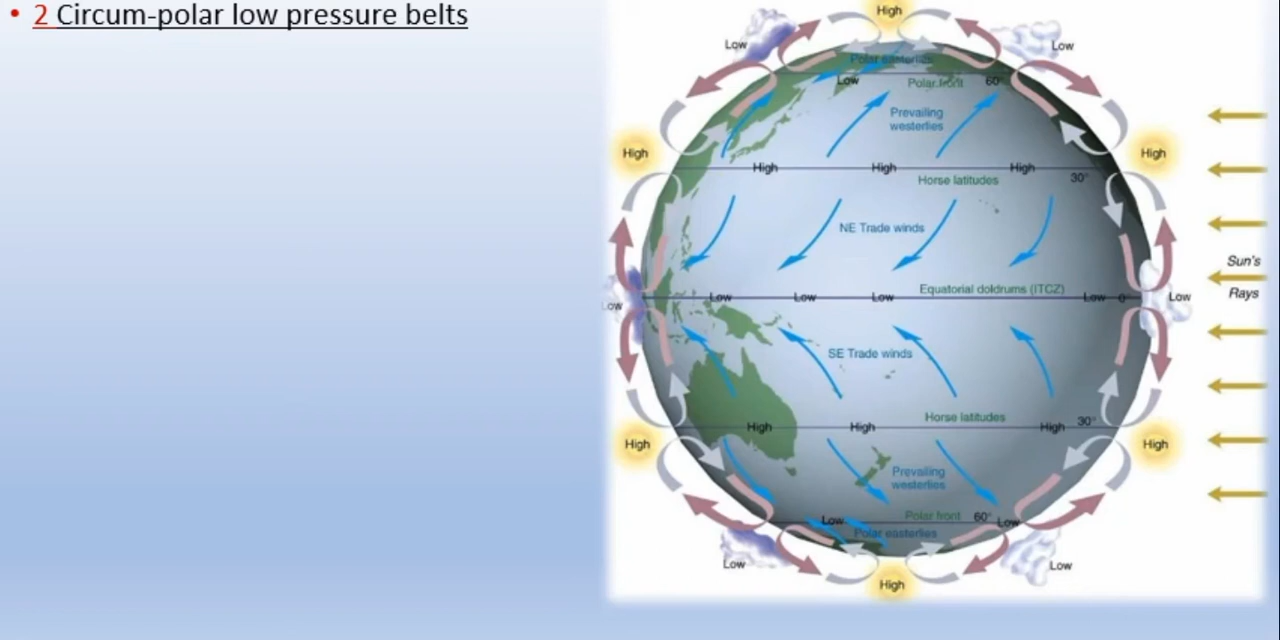 • 2 Circum-polar low pressure belts
High
Low
Low
Polar easterlies
Low
Polar front
60°
Prevailing
westerlies
High
High
High
High
High
30°
Horse latitudes
NE Trade winds
Sun's
Rays
Equatorial doldrums (ITCZ)
Low
Low
Low
Low
Low
0°
Low
SE Trade winds
Horse latitudes
30°
High
High
High
High
High
Prevailing
westerlies
Low
Polar front
60°
Low
Polar easterlies
Low
Low
High